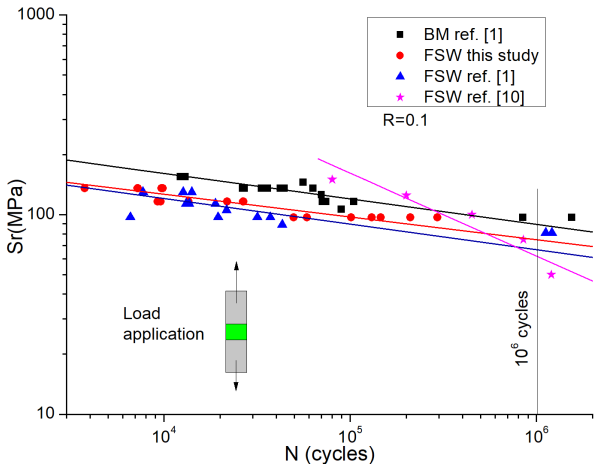 1000
BM ref. [1]
FSW this study
FSW ref. [1]
FSW ref. [10]
R=0.1
Sr(MPa)
100
Load
application
10⁶ cycles
10
10⁴
10⁵
10⁶
N (cycles)